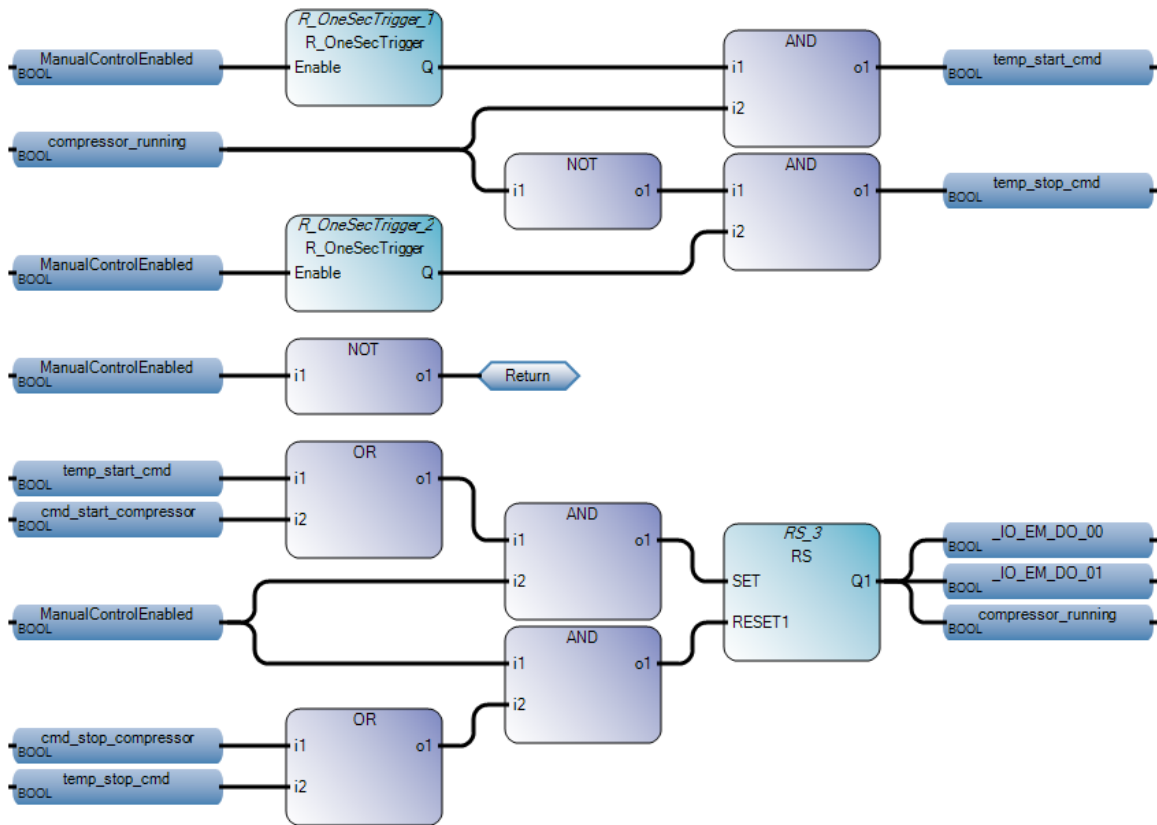 R_OneSecTrigger_1
R_OneSecTrigger
ManualControlEnabled
BOOL
Enable Q
AND
i1 o1
i2
temp_start_cmd
BOOL
compressor_running
BOOL
NOT
i1 o1
AND
i1 o1
i2
temp_stop_cmd
BOOL
R_OneSecTrigger_2
R_OneSecTrigger
ManualControlEnabled
BOOL
Enable Q
ManualControlEnabled
BOOL
NOT
i1 o1
Return
temp_start_cmd
BOOL
cmd_start_compressor
BOOL
OR
i1 o1
i2
AND
i1 o1
i2
ManualControlEnabled
BOOL
AND
i1 o1
i2
RS_3
RS
SET Q1
RESET1
_IO_EM_DO_00
BOOL
_IO_EM_DO_01
BOOL
compressor_running
BOOL
cmd_stop_compressor
BOOL
temp_stop_cmd
BOOL
OR
i1 o1
i2